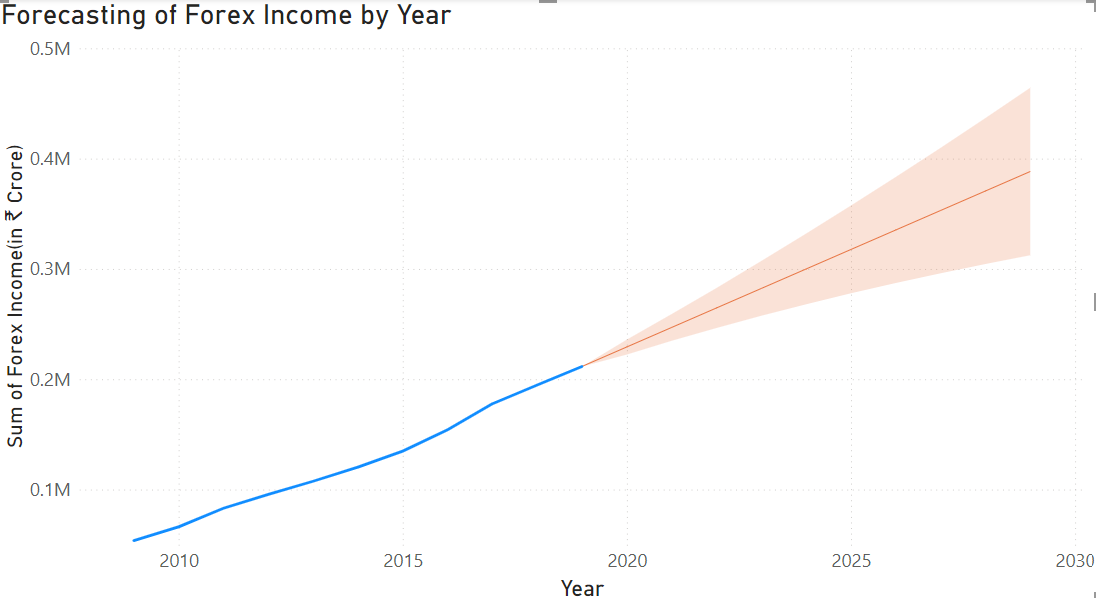 Forecasting of Forex Income by Year
0.5M
0.4M
0.3M
0.2M
0.1M
Sum of Forex Income(in ₹ Crore)
2010 2015 2020 2025 2030
Year